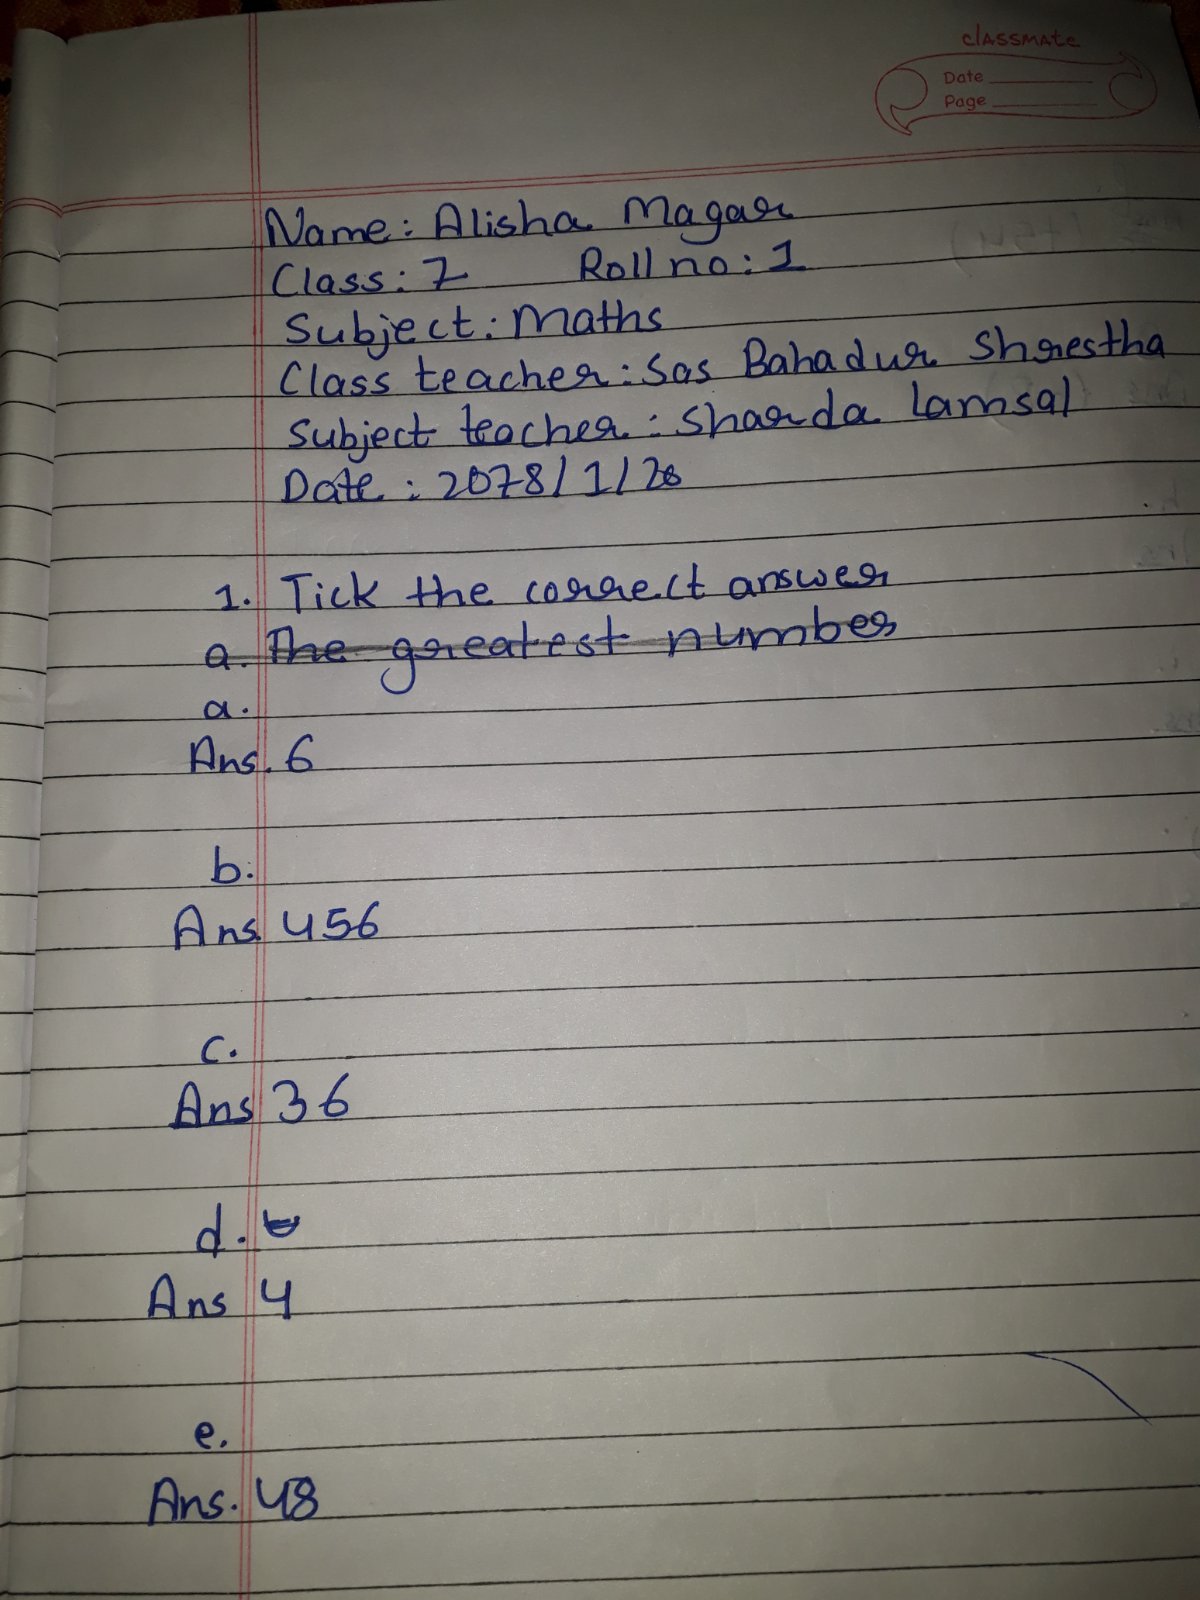 classmate
Date
Page
Name: Alisha Magar
Class: 7 Roll no: 1
Subject: Maths
Class teacher: Sas Bahadur Shrestha
Subject teacher: Sharda Lamsal
Date: 2078/1/28
1. Tick the correct answer
a. The greatest number
a.
Ans. 6
b.
Ans. 456
c.
Ans 36
d.
Ans 4
e.
Ans. 48